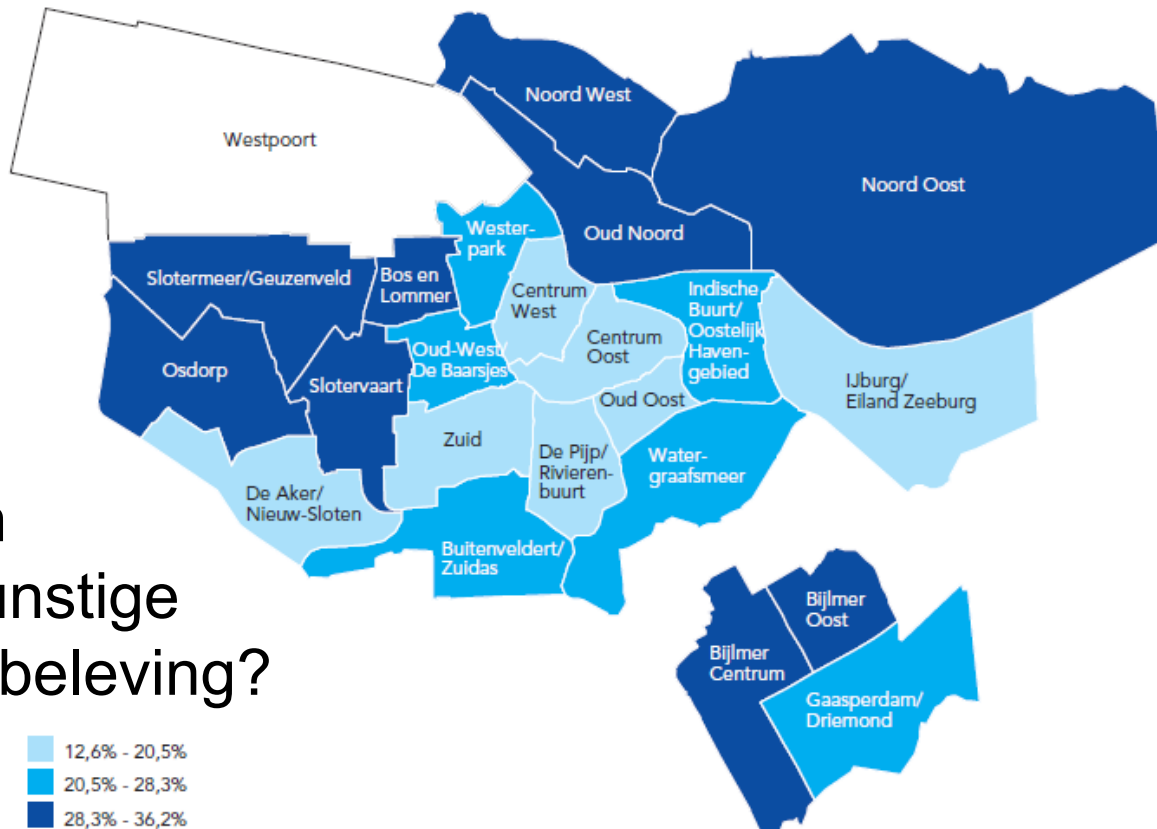 Noord West
Westpoort
Noord Oost
Wester-
park
Oud Noord
Slotermeer/Geuzenveld
Bos en
Lommer
Centrum
West
Indische
Buurt/
Oostelijk
Haven-
gebied
Centrum
Oost
Oud-West/
De Baarsjes
Osdorp
Slotervaart
IJburg/
Eiland Zeeburg
Oud Oost
Zuid
De Pijp/
Rivieren-
buurt
Water-
graafsmeer
De Aker/
Nieuw-Sloten
Buitenveldert/
Zuidas
unstige
beleving?
Bijlmer
Oost
Bijlmer
Centrum
Gaasperdam/
Driemond
12,6% - 20,5%
20,5% - 28,3%
28,3% - 36,2%